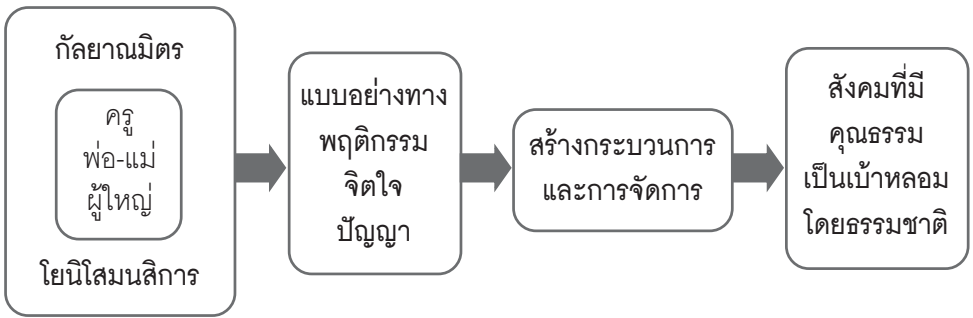 กัลยาณมิตร
ครู
พ่อ-แม่
ผู้ใหญ่
โยนิโสมนสิการ
แบบอย่างทาง
พฤติกรรม
จิตใจ
ปัญญา
สร้างกระบวนการ
และการจัดการ
สังคมที่มี
คุณธรรม
เป็นเบ้าหลอม
โดยธรรมชาติ